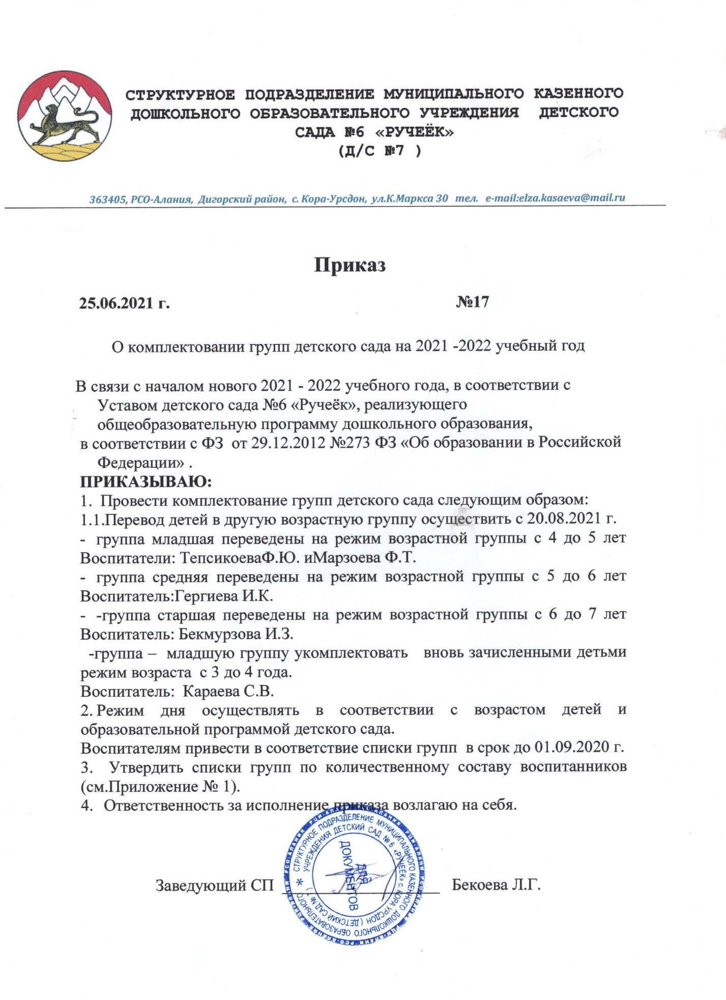 СТРУКТУРНОЕ ПОДРАЗДЕЛЕНИЕ МУНИЦИПАЛЬНОГО КАЗЕННОГО
ДОШКОЛЬНОГО ОБРАЗОВАТЕЛЬНОГО УЧРЕЖДЕНИЯ ДЕТСКОГО
САДА №6 «РУЧЕЁК»
(Д/С №7 )
363405, РСО-Алания, Дигорский район, с. Кора-Урсдон, ул.К.Маркса 30 тел. e-mail:elza.kasaeva@mail.ru
Приказ
25.06.2021 г. №17
О комплектовании групп детского сада на 2021 -2022 учебный год
В связи с началом нового 2021 - 2022 учебного года, в соответствии с
Уставом детского сада №6 «Ручеёк», реализующего
общеобразовательную программу дошкольного образования,
в соответствии с ФЗ от 29.12.2012 №273 ФЗ «Об образовании в Российской
Федерации» .
ПРИКАЗЫВАЮ:
1. Провести комплектование групп детского сада следующим образом:
1.1.Перевод детей в другую возрастную группу осуществить с 20.08.2021 г.
- группа младшая переведены на режим возрастной группы с 4 до 5 лет
Воспитатели: ТепсикоеваФ.Ю. иМарзоева Ф.Т.
- группа средняя переведены на режим возрастной группы с 5 до 6 лет
Воспитатель:Гергиева И.К.
- -группа старшая переведены на режим возрастной группы с 6 до 7 лет
Воспитатель: Бекмурзова И.З.
-группа – младшую группу укомплектовать вновь зачисленными детьми
режим возраста с 3 до 4 года.
Воспитатель: Караева С.В.
2. Режим дня осуществлять в соответствии с возрастом детей и
образовательной программой детского сада.
Воспитателям привести в соответствие списки групп в срок до 01.09.2020 г.
3. Утвердить списки групп по количественному составу воспитанников
(см.Приложение № 1).
4. Ответственность за исполнение приказа возлагаю на себя.
Заведующий СП Бекоева Л.Г.
СТРУКТУРНОЕ ПОДРАЗДЕЛЕНИЕ МУНИЦИПАЛЬНОГО КАЗЕННОГО ДОШКОЛЬНОГО ОБРАЗОВАТЕЛЬНОГО
УЧРЕЖДЕНИЯ ДЕТСКИЙ САД №6 «РУЧЕЁК» с. КОРА УРСДОН (ДЕТСКИЙ САД №7)
ДЛЯ
ДОКУМЕНТОВ